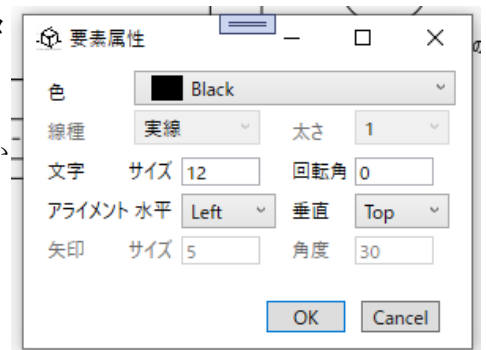 要素属性
色 Black
線種 実線 太さ 1
文字 サイズ 12 回転角 0
アライメント 水平 Left 垂直 Top
矢印 サイズ 5 角度 30
OK Cancel